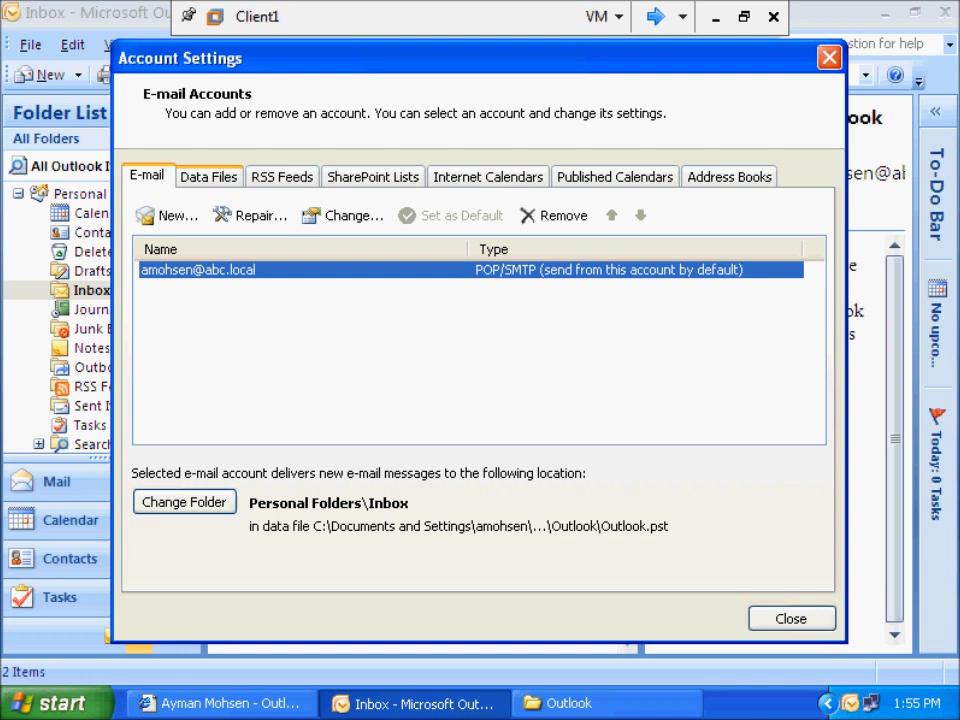 Inbox - Microsoft Ou
Client1
VM
File Edit V
stion for help
New
Account Settings
E-mail Accounts
You can add or remove an account. You can select an account and change its settings.
Folder List
All Folders
All Outlook I
Personal
Calen
Conta
Delete
Drafts
Inbox
Journ
Junk E
Notes
Outbo
RSS F
Sent I
Tasks
Search
Mail
Calendar
Contacts
Tasks
E-mail Data Files RSS Feeds SharePoint Lists Internet Calendars Published Calendars Address Books
New... Repair... Change... Set as Default Remove
Name Type
amohsen@abc.local POP/SMTP (send from this account by default)
Selected e-mail account delivers new e-mail messages to the following location:
Change Folder Personal Folders\Inbox
in data file C:\Documents and Settings\amohsen\...\Outlook\Outlook.pst
Close
ook
sen@a
e
ok
s
To-Do Bar
No upco...
Today: 0 Tasks
2 Items
start Ayman Mohsen - Outl... Inbox - Microsoft Out... Outlook 1:55 PM